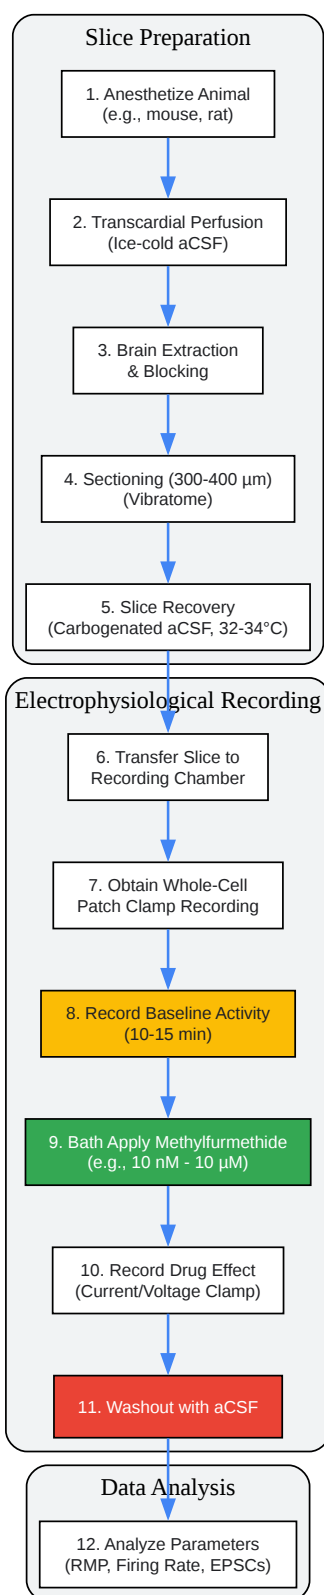 Slice Preparation
1. Anesthetize Animal
(e.g., mouse, rat)
2. Transcardial Perfusion
(Ice-cold aCSF)
3. Brain Extraction
& Blocking
4. Sectioning (300-400 µm)
(Vibratome)
5. Slice Recovery
(Carbogenated aCSF, 32-34°C)
Electrophysiological Recording
6. Transfer Slice to
Recording Chamber
7. Obtain Whole-Cell
Patch Clamp Recording
8. Record Baseline Activity
(10-15 min)
9. Bath Apply Methylfurmethide
(e.g., 10 nM - 10 µM)
10. Record Drug Effect
(Current/Voltage Clamp)
11. Washout with aCSF
Data Analysis
12. Analyze Parameters
(RMP, Firing Rate, EPSCs)